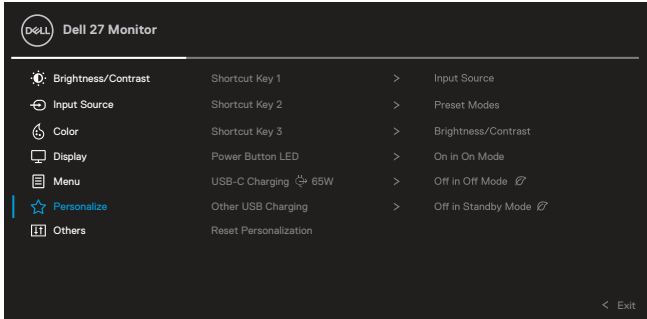 DELL Dell 27 Monitor
Brightness/Contrast Shortcut Key 1 > Input Source
Input Source Shortcut Key 2 > Preset Modes
Color Shortcut Key 3 > Brightness/Contrast
Display Power Button LED > On in On Mode
Menu USB-C Charging 65W > Off in Off Mode
Personalize Other USB Charging > Off in Standby Mode
Others Reset Personalization
< Exit